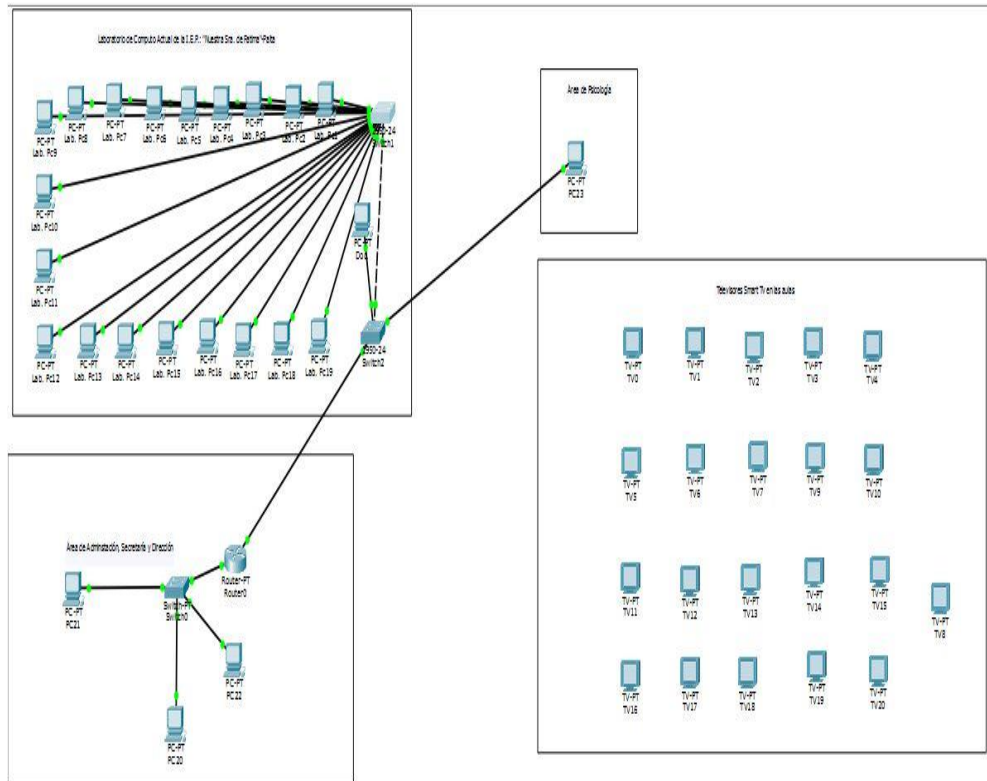 Laboratorio de Computo Actual de la I.E.P.: "Nuestra Sra. de Fatima"-Paita
PC-PT
Lab. Pc9
PC-PT
Lab. Pc8
PC-PT
Lab. Pc7
PC-PT
Lab. Pc6
PC-PT
Lab. Pc5
PC-PT
Lab. Pc4
PC-PT
Lab. Pc3
PC-PT
Lab. Pc2
PC-PT
Switch1
PC-PT
Lab. Pc10
PC-PT
Lab. Pc11
PC-PT
Lab. Pc12
PC-PT
Lab. Pc13
PC-PT
Lab. Pc14
PC-PT
Lab. Pc15
PC-PT
Lab. Pc16
PC-PT
Lab. Pc17
PC-PT
Lab. Pc18
PC-PT
Lab. Pc19
PC-PT
2950-24
Switch2
Área de Psicología
PC-PT
PC23
Área de Adminstación, Secretaría y Dirección
PC-PT
PC21
Switch-PT
Switch0
Router-PT
Router0
PC-PT
PC22
PC-PT
PC20
Televisores Smart Tv en las aulas
TV-PT
TV0
TV-PT
TV1
TV-PT
TV2
TV-PT
TV3
TV-PT
TV4
TV-PT
TV5
TV-PT
TV6
TV-PT
TV7
TV-PT
TV9
TV-PT
TV10
TV-PT
TV11
TV-PT
TV12
TV-PT
TV13
TV-PT
TV14
TV-PT
TV15
TV-PT
TV8
TV-PT
TV16
TV-PT
TV17
TV-PT
TV18
TV-PT
TV19
TV-PT
TV20